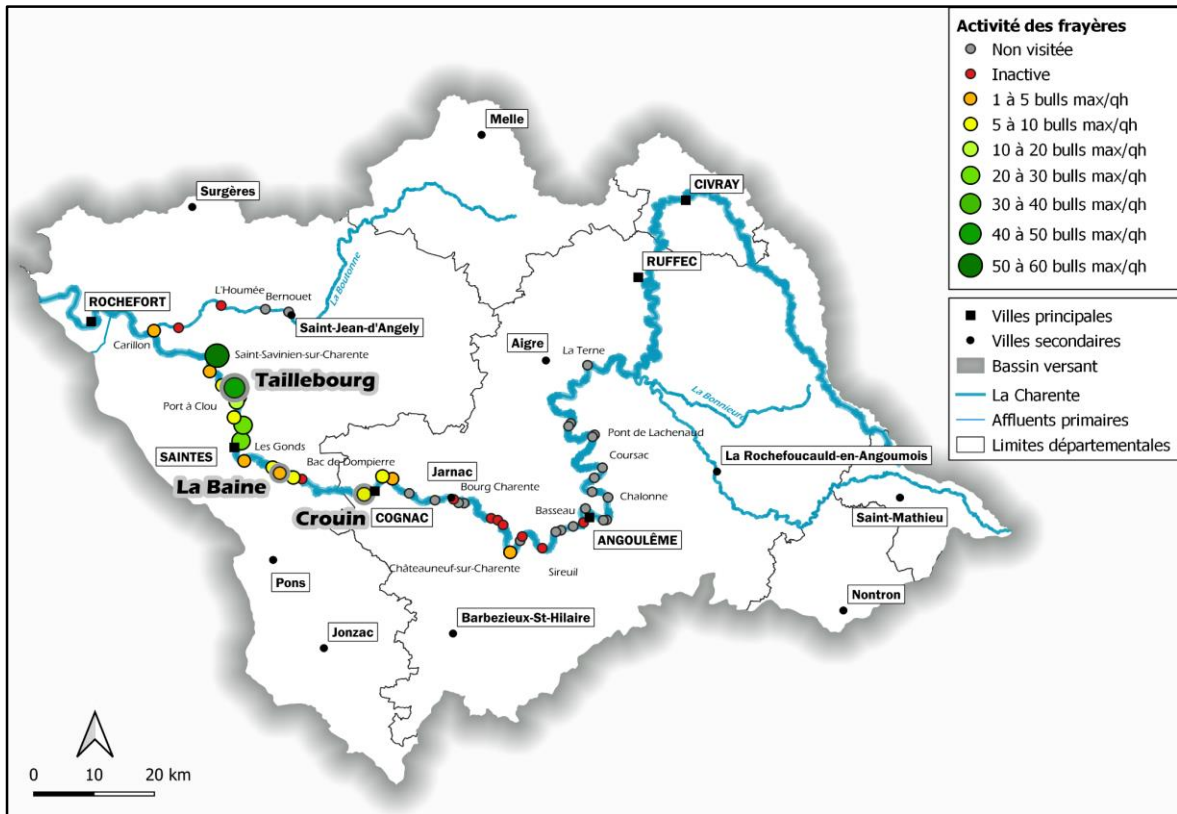 Activité des frayères
Non visitée
Inactive
1 à 5 bulls max/qh
5 à 10 bulls max/qh
10 à 20 bulls max/qh
20 à 30 bulls max/qh
30 à 40 bulls max/qh
40 à 50 bulls max/qh
50 à 60 bulls max/qh
Villes principales
Villes secondaires
Bassin versant
La Charente
Affluents primaires
Limites départementales
Melle
Surgères
CIVRAY
RUFFEC
L'Houmée
Bernouet
La Boutonne
ROCHEFORT
Saint-Jean-d'Angely
Carillon
Aigre
La Terne
Saint-Savinien-sur-Charente
Taillebourg
La Bonnieure
Port à Clou
Pont de Lachenaud
Les Gonds
SAINTES
Coursac
La Rochefoucauld-en-Angoumois
Bac de Dompierre
Jarnac
La Baine
Bourg Charente
Chalonne
Crouin
COGNAC
Basseau
Saint-Mathieu
ANGOULÊME
Châteauneuf-sur-Charente
Sireuil
Pons
Nontron
Barbezieux-St-Hilaire
Jonzac
0 10 20 km